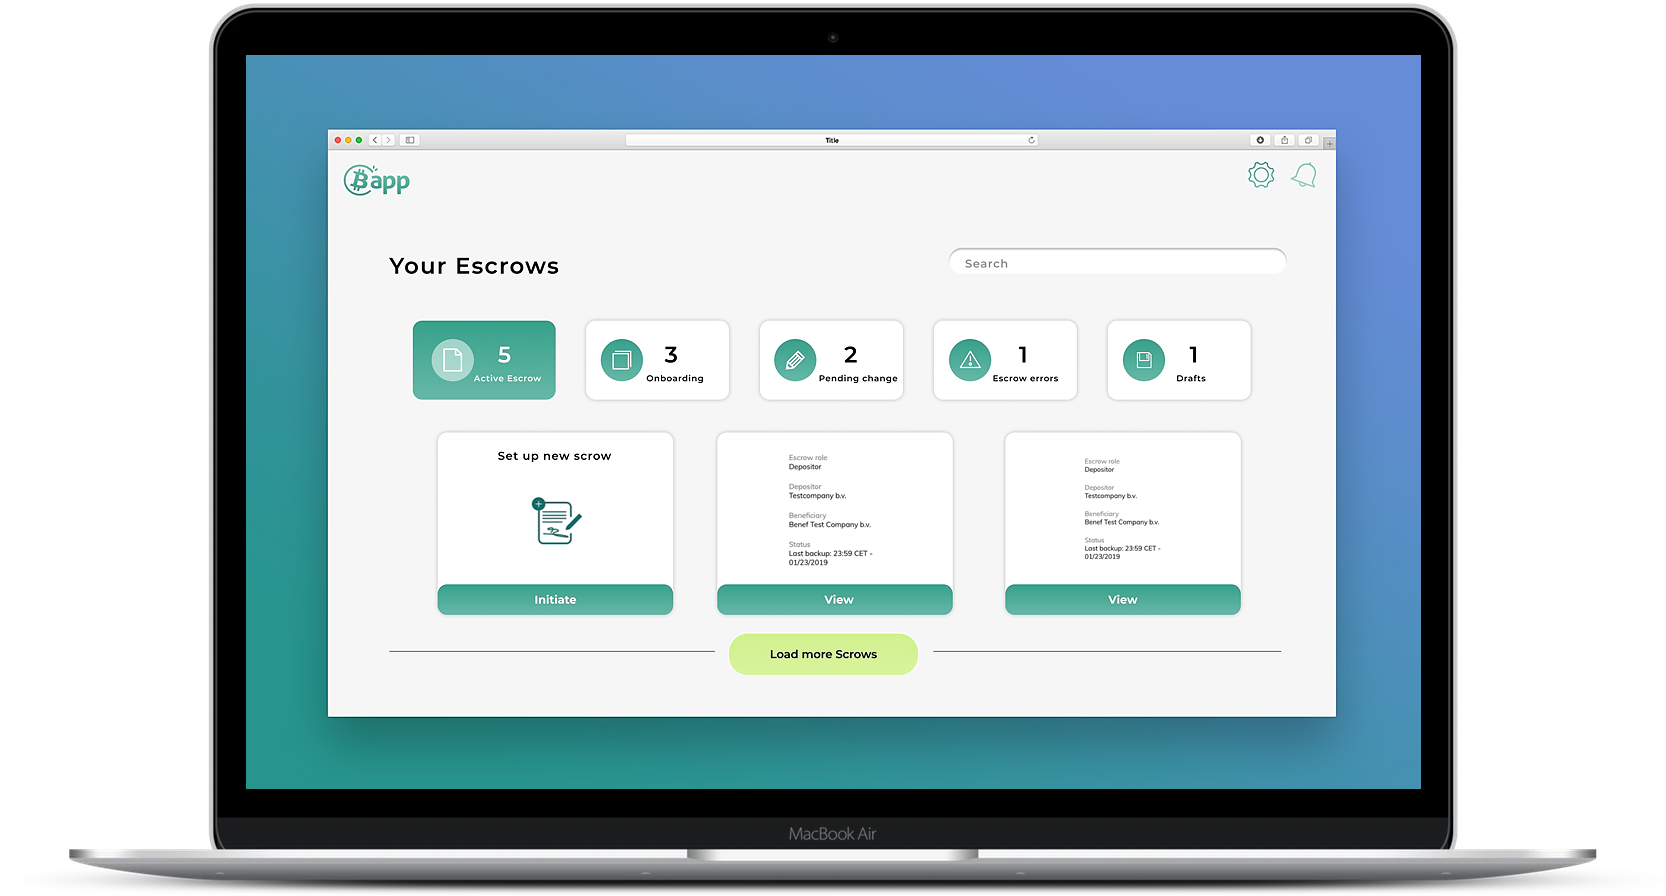 Title
Bapp
Your Escrows
Search
5
Active Escrow
3
Onboarding
2
Pending change
1
Escrow errors
1
Drafts
Set up new scrow
Initiate
Escrow role
Depositor
Depositor
Testcompany b.v.
Beneficiary
Benef Test Company b.v.
Status
Last backup: 23:59 CET -
01/23/2019
View
Escrow role
Depositor
Depositor
Testcompany b.v.
Beneficiary
Benef Test Company b.v.
Status
Last backup: 23:59 CET -
01/23/2019
View
Load more Scrows
MacBook Air